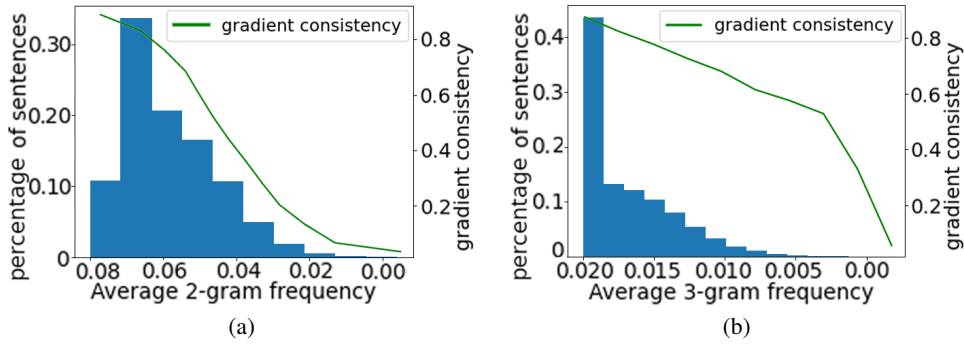 percentage of sentences
0.30
0.20
0.10
0
gradient consistency
0.8
0.6
0.4
0.2
gradient consistency
0.08 0.06 0.04 0.02 0.00
Average 2-gram frequency
(a)
percentage of sentences
0.4
0.3
0.2
0.1
0
gradient consistency
0.8
0.6
0.4
0.2
gradient consistency
0.020 0.015 0.010 0.005 0.00
Average 3-gram frequency
(b)